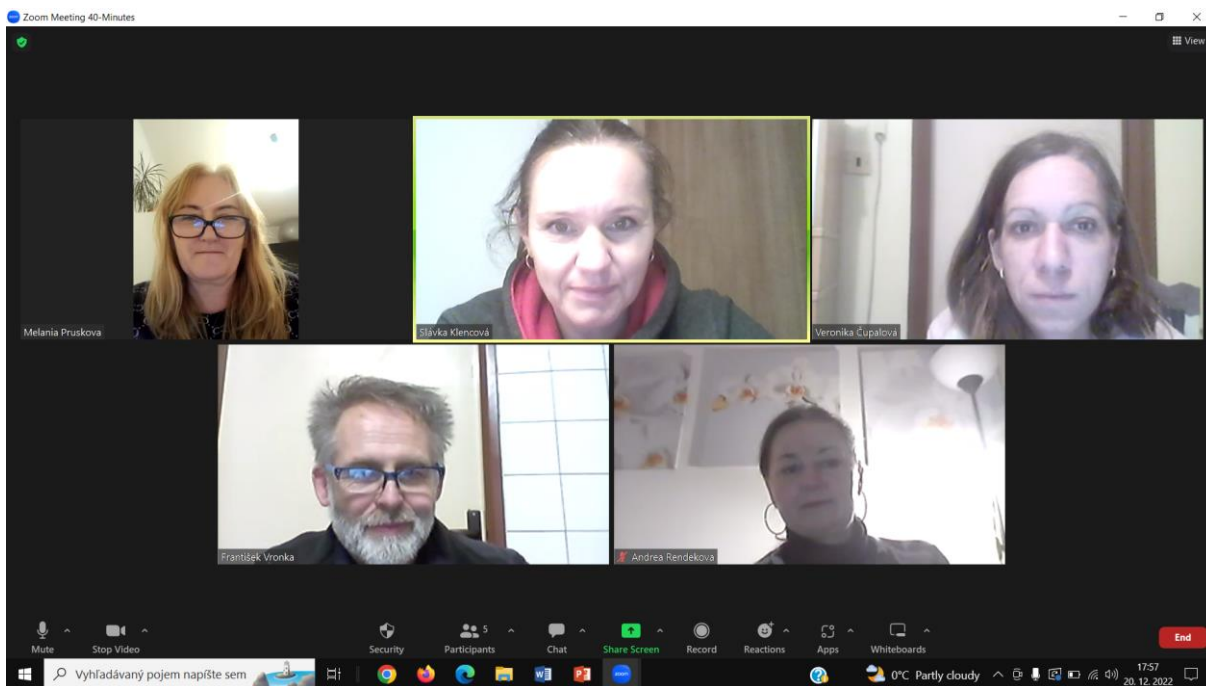 Zoom Meeting 40-Minutes
View
Melania Pruskova
Slávka Klencová
Veronika Čupalová
František Vronka
Andrea Rendekova
Mute
Stop Video
Security
Participants
5
Chat
Share Screen
Record
Reactions
Apps
Whiteboards
End
Vyhľadávaný pojem napíšte sem
0°C Partly cloudy
17:57
20. 12. 2022